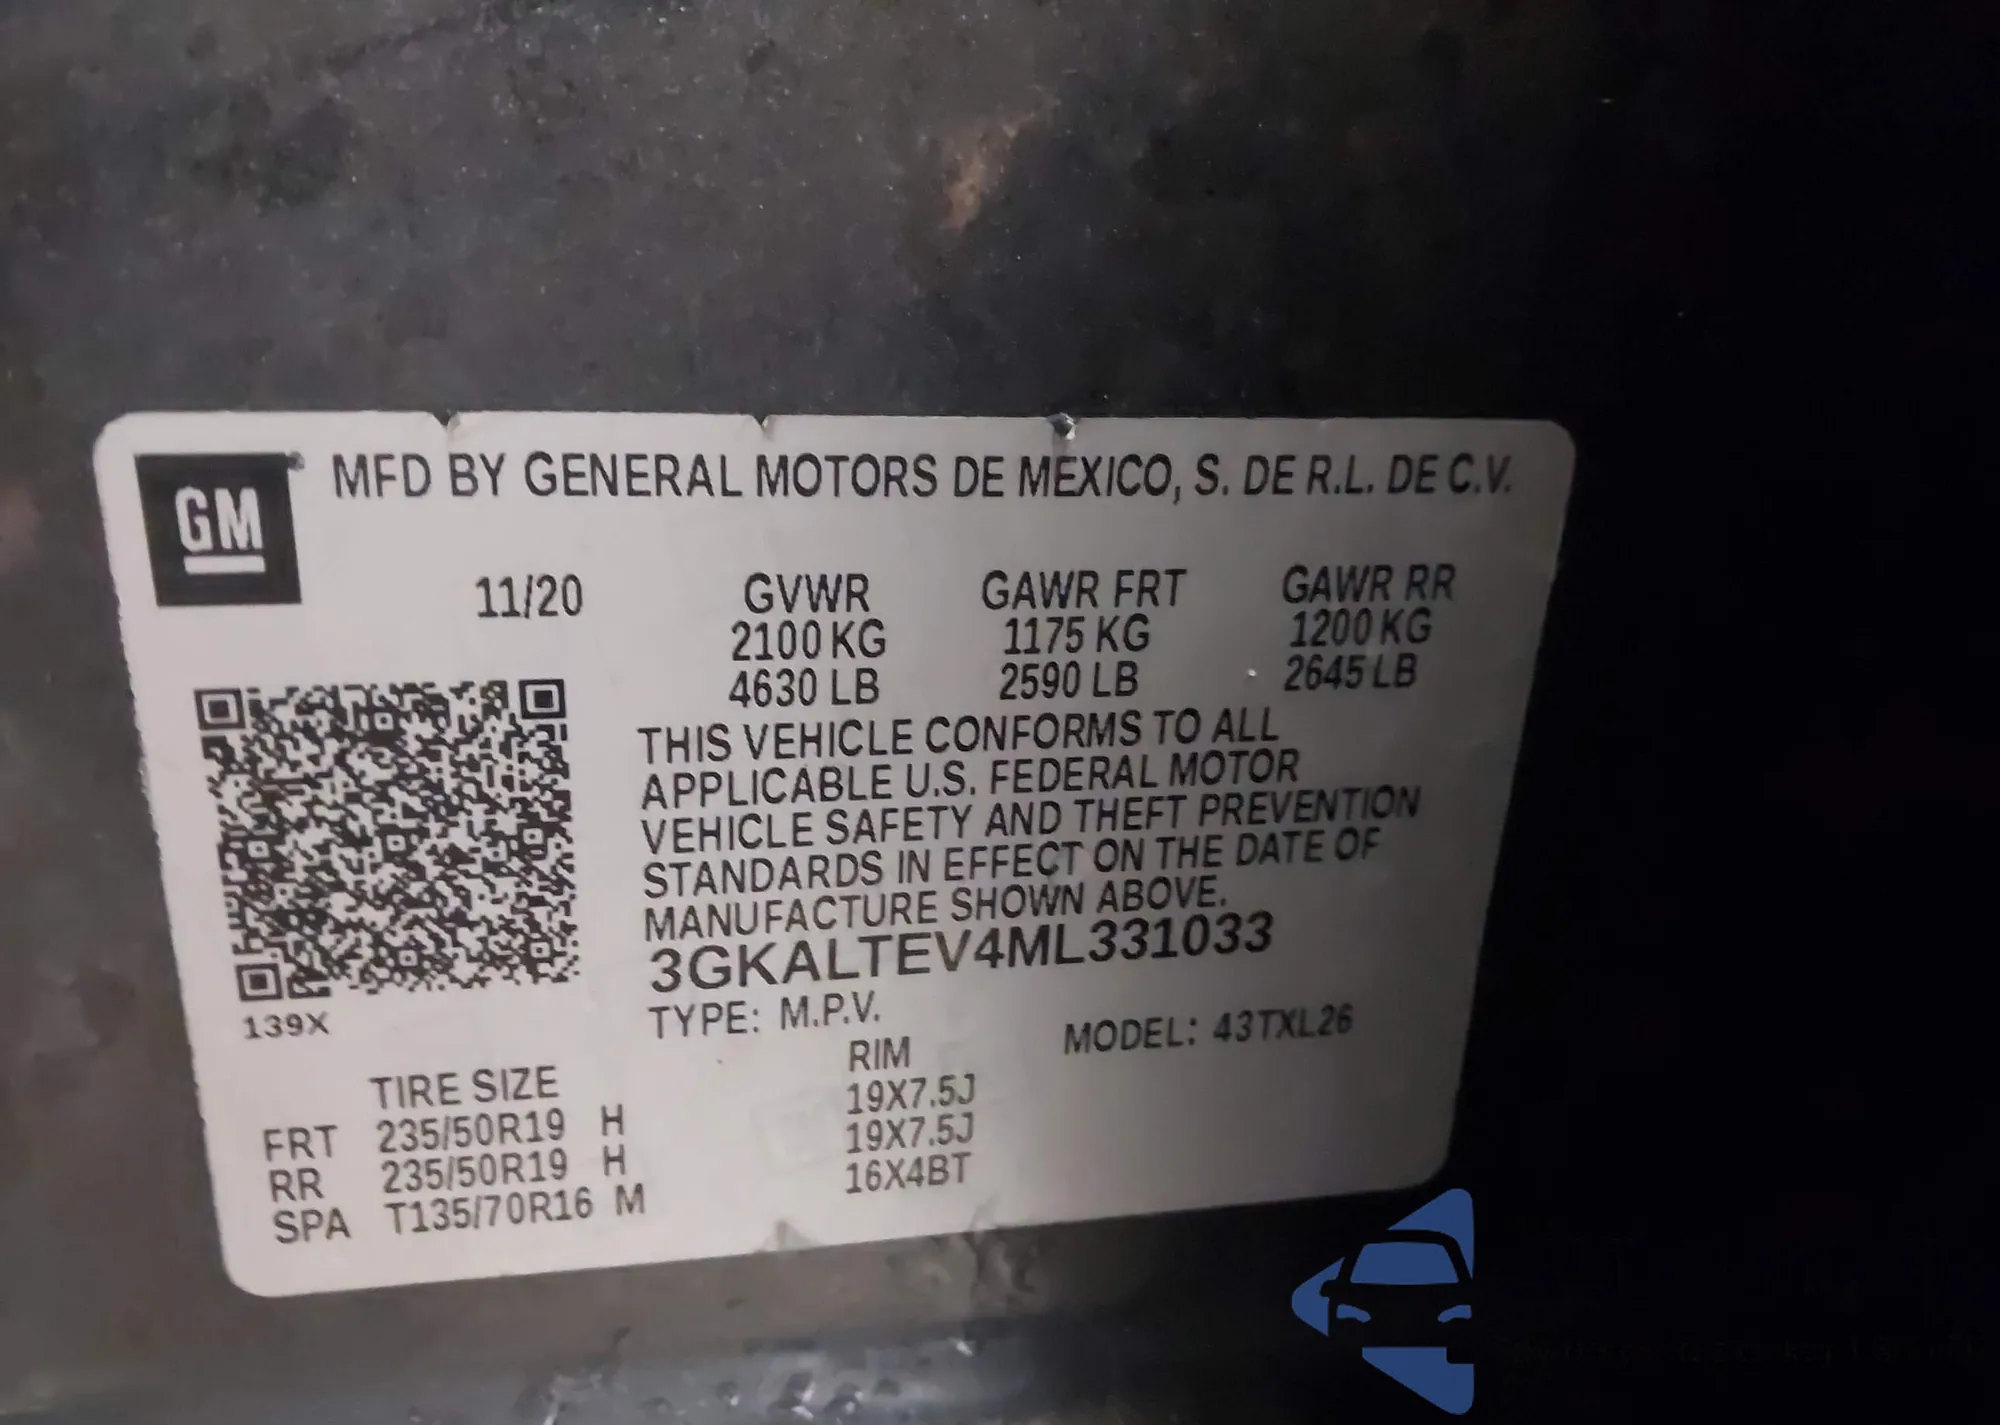 GM
MFD BY GENERAL MOTORS DE MEXICO, S. DE R.L. DE C.V.
11/20 GVWR GAWR FRT GAWR RR
2100 KG 1175 KG 1200 KG
4630 LB 2590 LB 2645 LB
THIS VEHICLE CONFORMS TO ALL
APPLICABLE U.S. FEDERAL MOTOR
VEHICLE SAFETY AND THEFT PREVENTION
STANDARDS IN EFFECT ON THE DATE OF
MANUFACTURE SHOWN ABOVE.
3GKALTEV4ML331033
139X
TYPE: M.P.V. MODEL: 43TXL26
TIRE SIZE RIM
FRT 235/50R19 H 19X7.5J
RR 235/50R19 H 19X7.5J
SPA T135/70R16 M 16X4BT